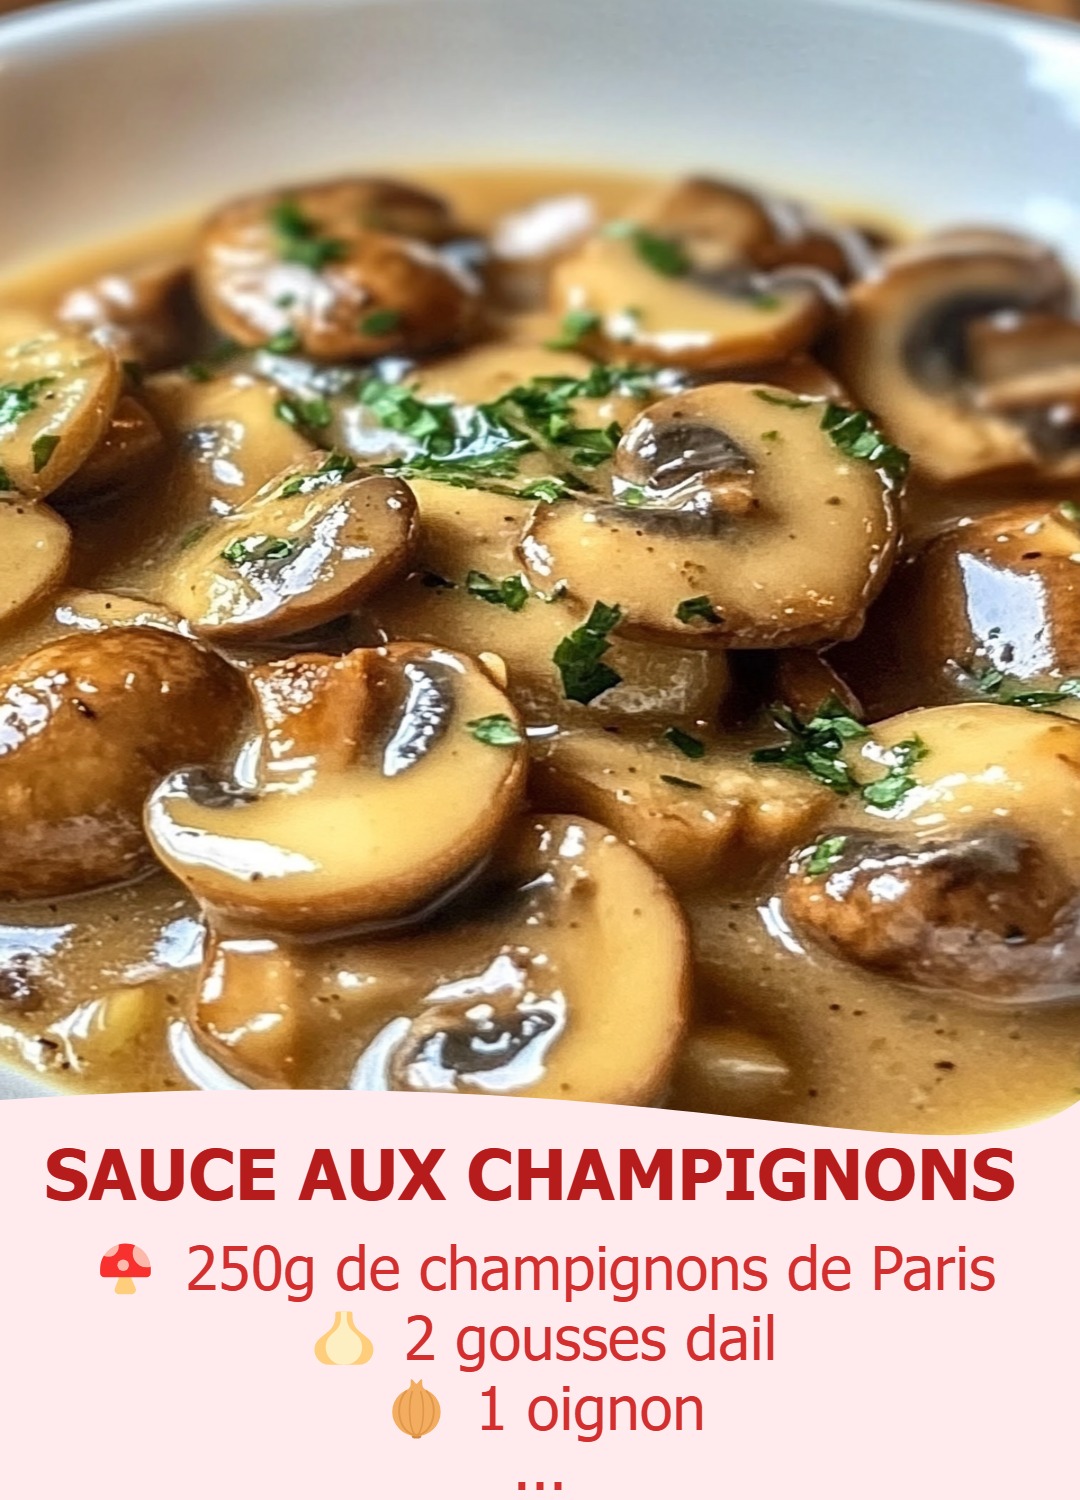 SAUCE AUX CHAMPIGNONS
250g de champignons de Paris
2 gousses dail
1 oignon
...